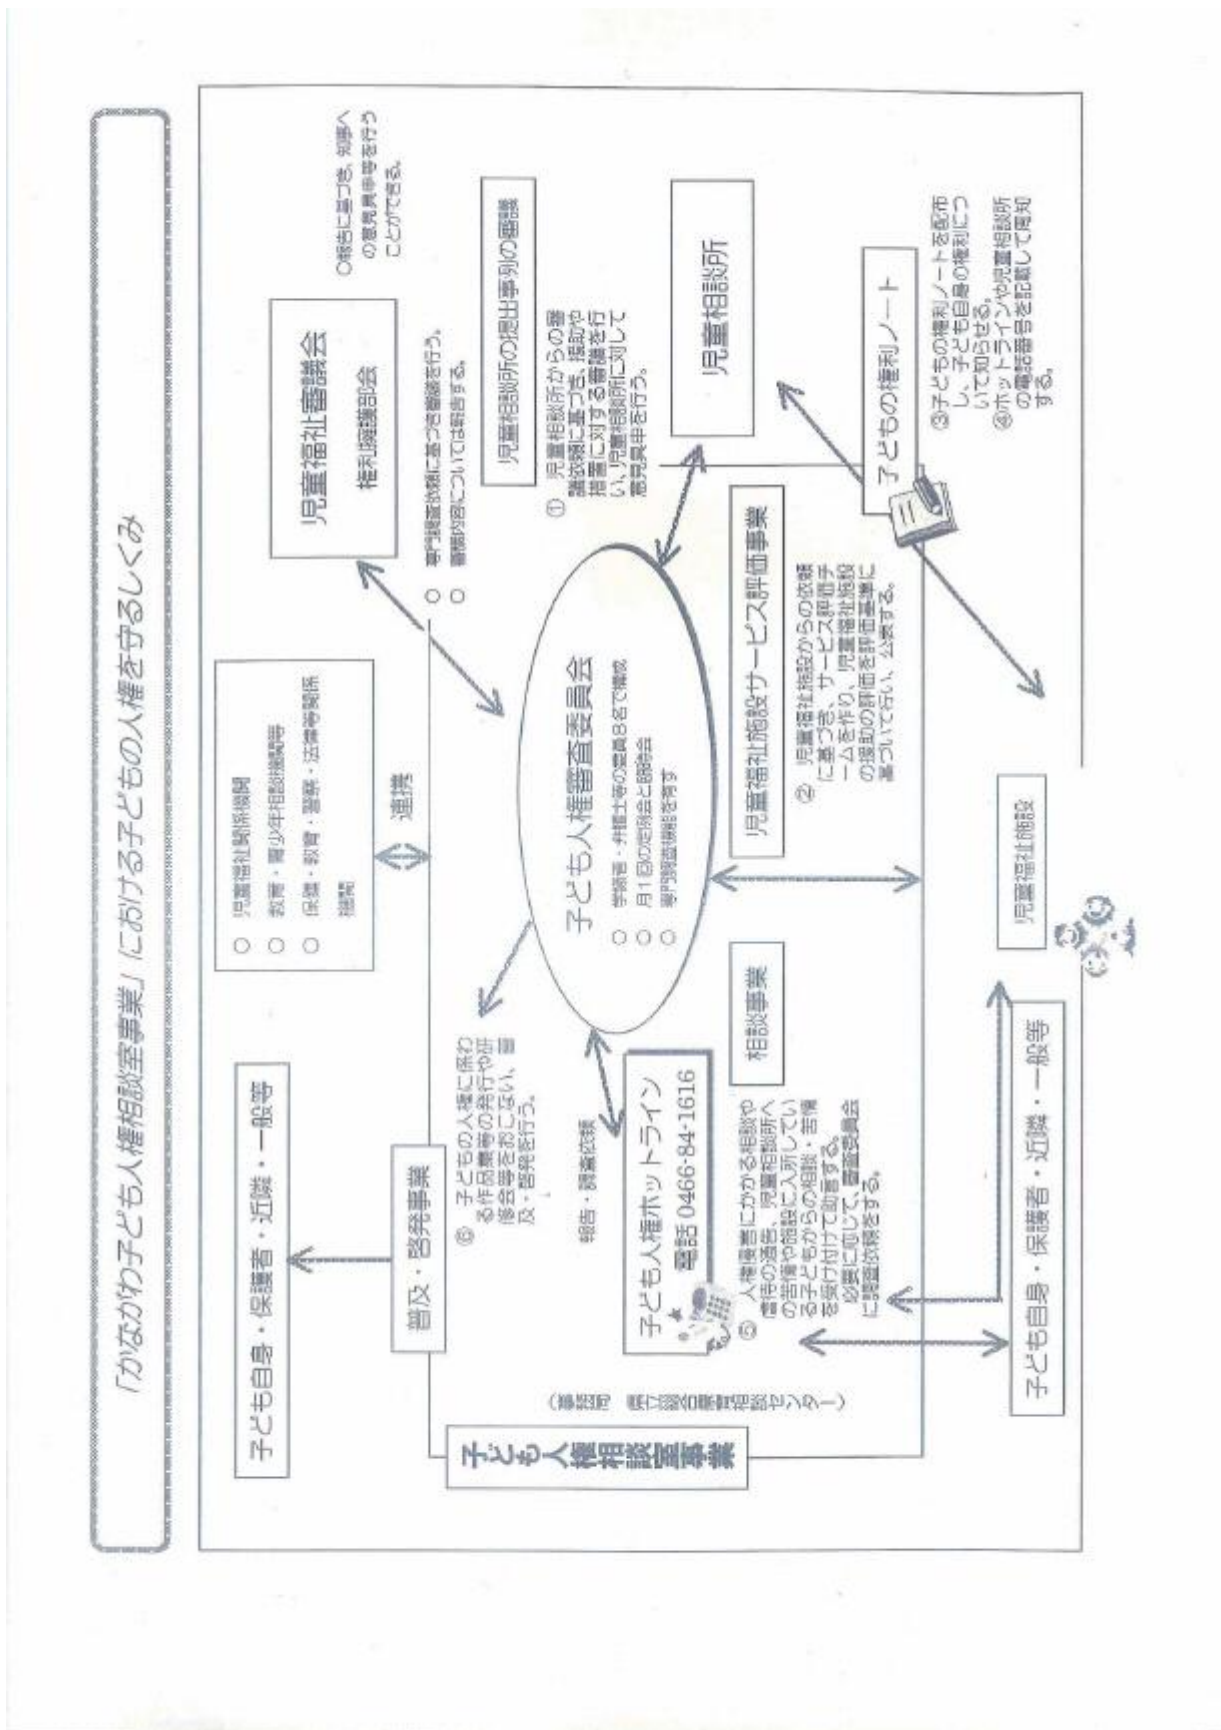 「かながわ子ども人権相談室事業」における子どもの人権を守るしくみ
子ども自身・保護者・近隣・一般等
○ 児童福祉関係機関
○ 教育・青少年相談機関等
○ 保健・教育・警察・法律等関係
機関
連携
児童福祉審議会
権利擁護部会
○報告に基づき、知事へ
の意見具申等を行う
ことができる。
○ 専門調査依頼に基づき審議を行う。
○ 審議内容については報告する。
子ども人権相談室事業
(事務局 県立総合療育相談センター)
普及・啓発事業
⑥ 子どもの人権に係わ
る作品集等の発行や研
修会等をおこない、普
及・啓発を行う。
報告・調査依頼
子ども人権ホットライン
電話 0466-84-1616
子ども人権審査委員会
○ 学識者・弁護士等の委員8名で構成
○ 月1回の定例会と臨時会
○ 専門調査機能を有す
児童相談所の提出事例の審議
① 児童相談所からの審
議依頼に基づき、援助や
措置に対する審議を行
い、児童相談所に対して
意見具申を行う。
児童相談所
相談事業
⑤ 人権侵害にかかる相談や
虐待の通告、児童相談所へ
の苦情や施設に入所してい
る子どもからの相談・苦情
を受け付けて助言する。
必要に応じて、審査委員会
に調査依頼をする。
児童福祉施設サービス評価事業
② 児童福祉施設からの依頼
に基づき、サービス評価チ
ームを作り、児童福祉施設
の援助の評価を評価基準に
基づいて行い、公表する。
子どもの権利ノート
③子どもの権利ノートを配布
し、子ども自身の権利につ
いて知らせる。
④ホットラインや児童相談所
の電話番号を記載して周知
する。
子ども自身・保護者・近隣・一般等
児童福祉施設